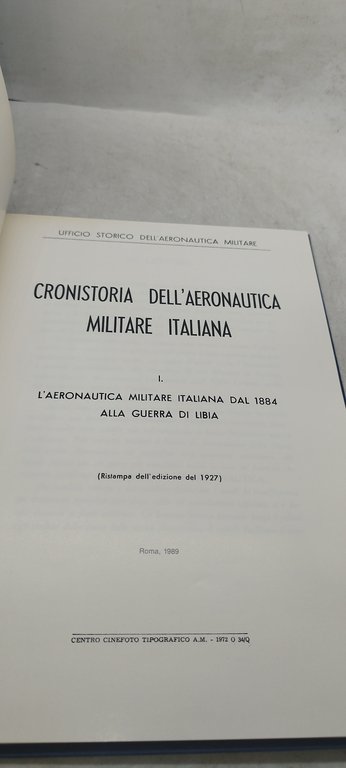 UFFICIO STORICO DELL'AERONAUTICA MILITARE
CRONISTORIA DELL'AERONAUTICA
MILITARE ITALIANA
I.
L'AERONAUTICA MILITARE ITALIANA DAL 1884
ALLA GUERRA DI LIBIA
(Ristampa dell'edizione del 1927)
Roma, 1989
CENTRO CINEFOTO TIPOGRAFICO A.M. - 1972 O 34/Q